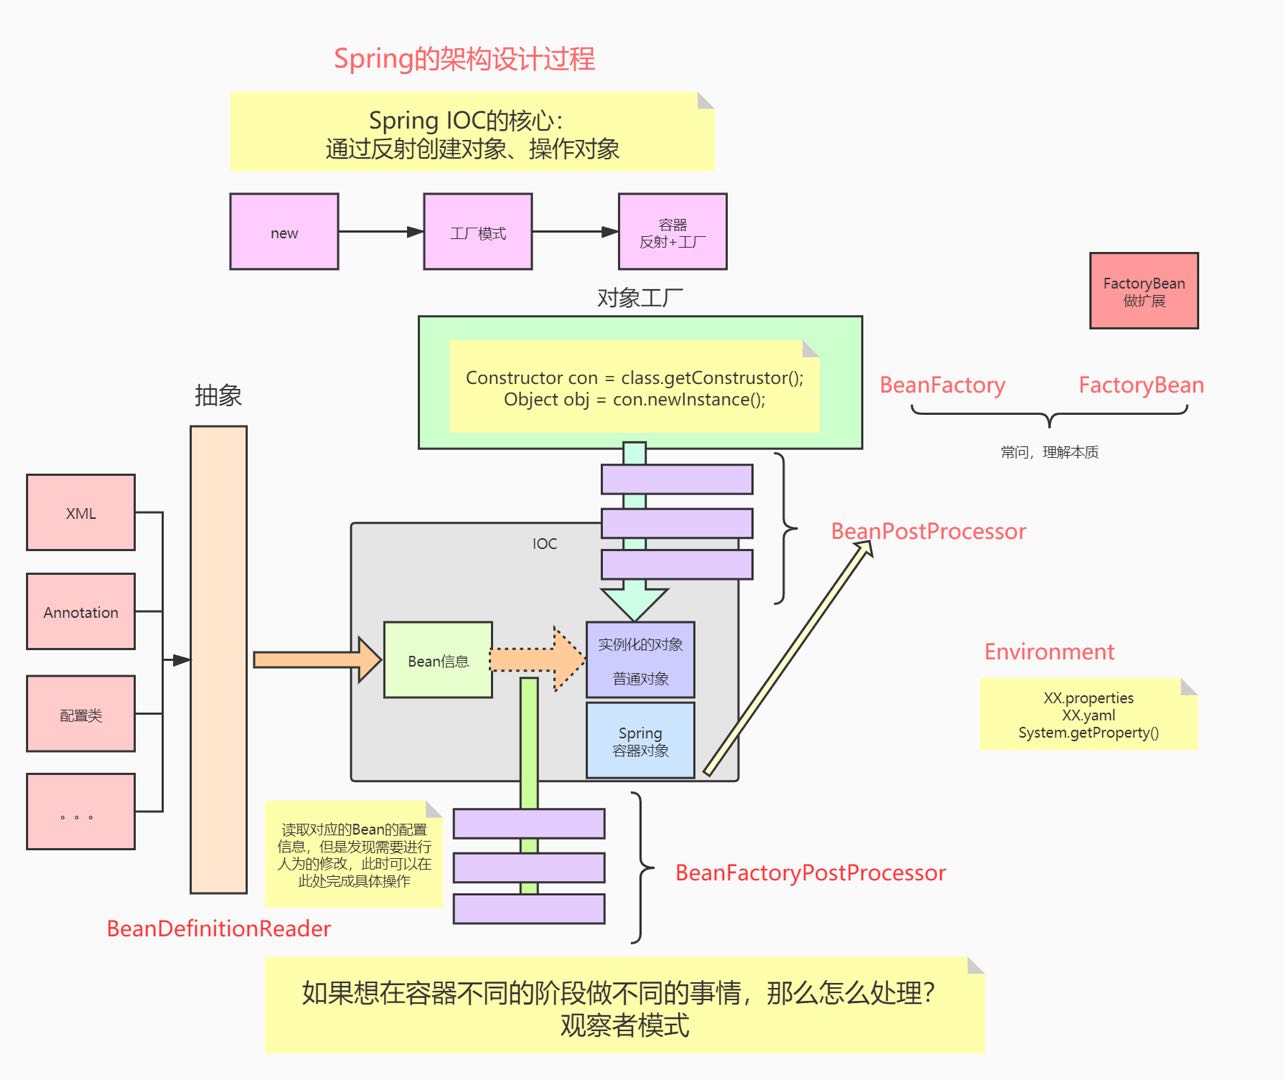 Spring的架构设计过程
Spring IOC的核心：
通过反射创建对象、操作对象
new
工厂模式
容器
反射+工厂
对象工厂
FactoryBean
做扩展
Constructor con = class.getConstrustor();
Object obj = con.newInstance();
BeanFactory
FactoryBean
常问，理解本质
抽象
XML
Annotation
配置类
。。。
IOC
BeanPostProcessor
Bean信息
实例化的对象
普通对象
Spring
容器对象
Environment
XX.properties
XX.yaml
System.getProperty()
读取对应的Bean的配置
信息，但是发现需要进行
人为的修改，此时可以在
此处完成具体操作
BeanFactoryPostProcessor
BeanDefinitionReader
如果想在容器不同的阶段做不同的事情，那么怎么处理？
观察者模式